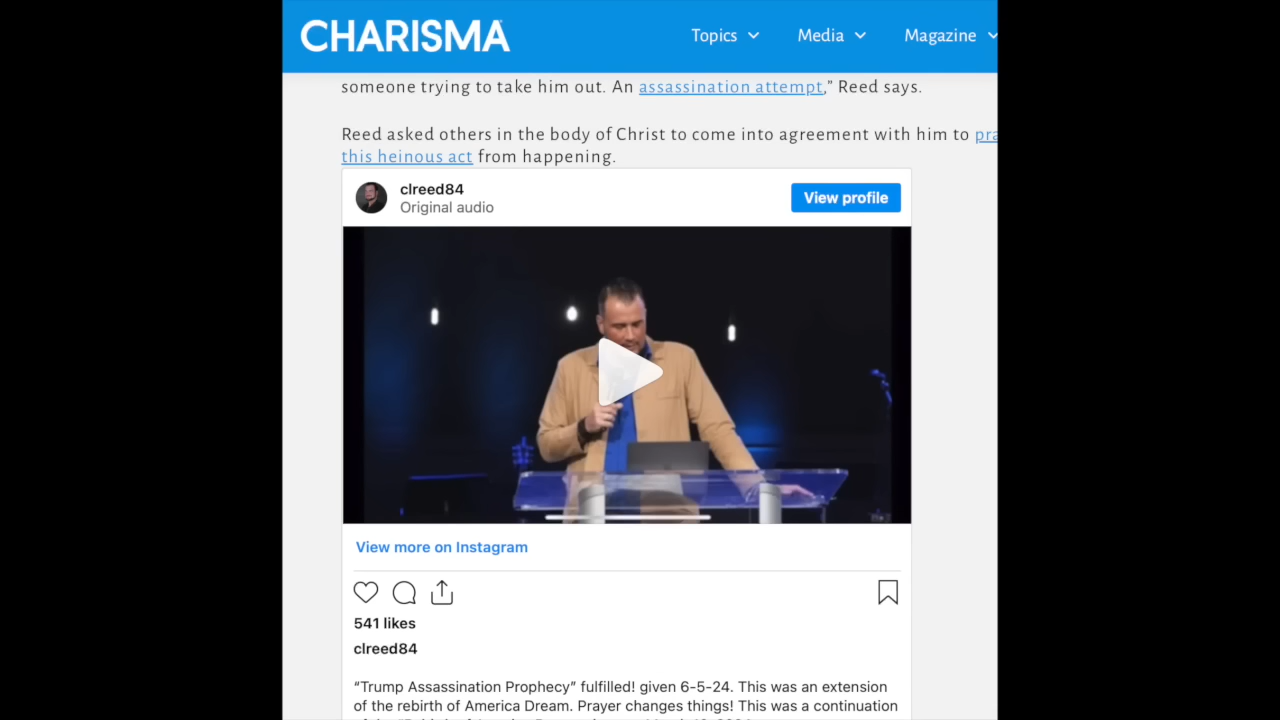 CHARISMA
Topics Media Magazine
someone trying to take him out. An assassination attempt,” Reed says.
Reed asked others in the body of Christ to come into agreement with him to
this heinous act from happening.
clreed84
Original audio
View profile
View more on Instagram
541 likes
clreed84
“Trump Assassination Prophecy” fulfilled! given 6-5-24. This was an extension
of the rebirth of America Dream. Prayer changes things! This was a continuation